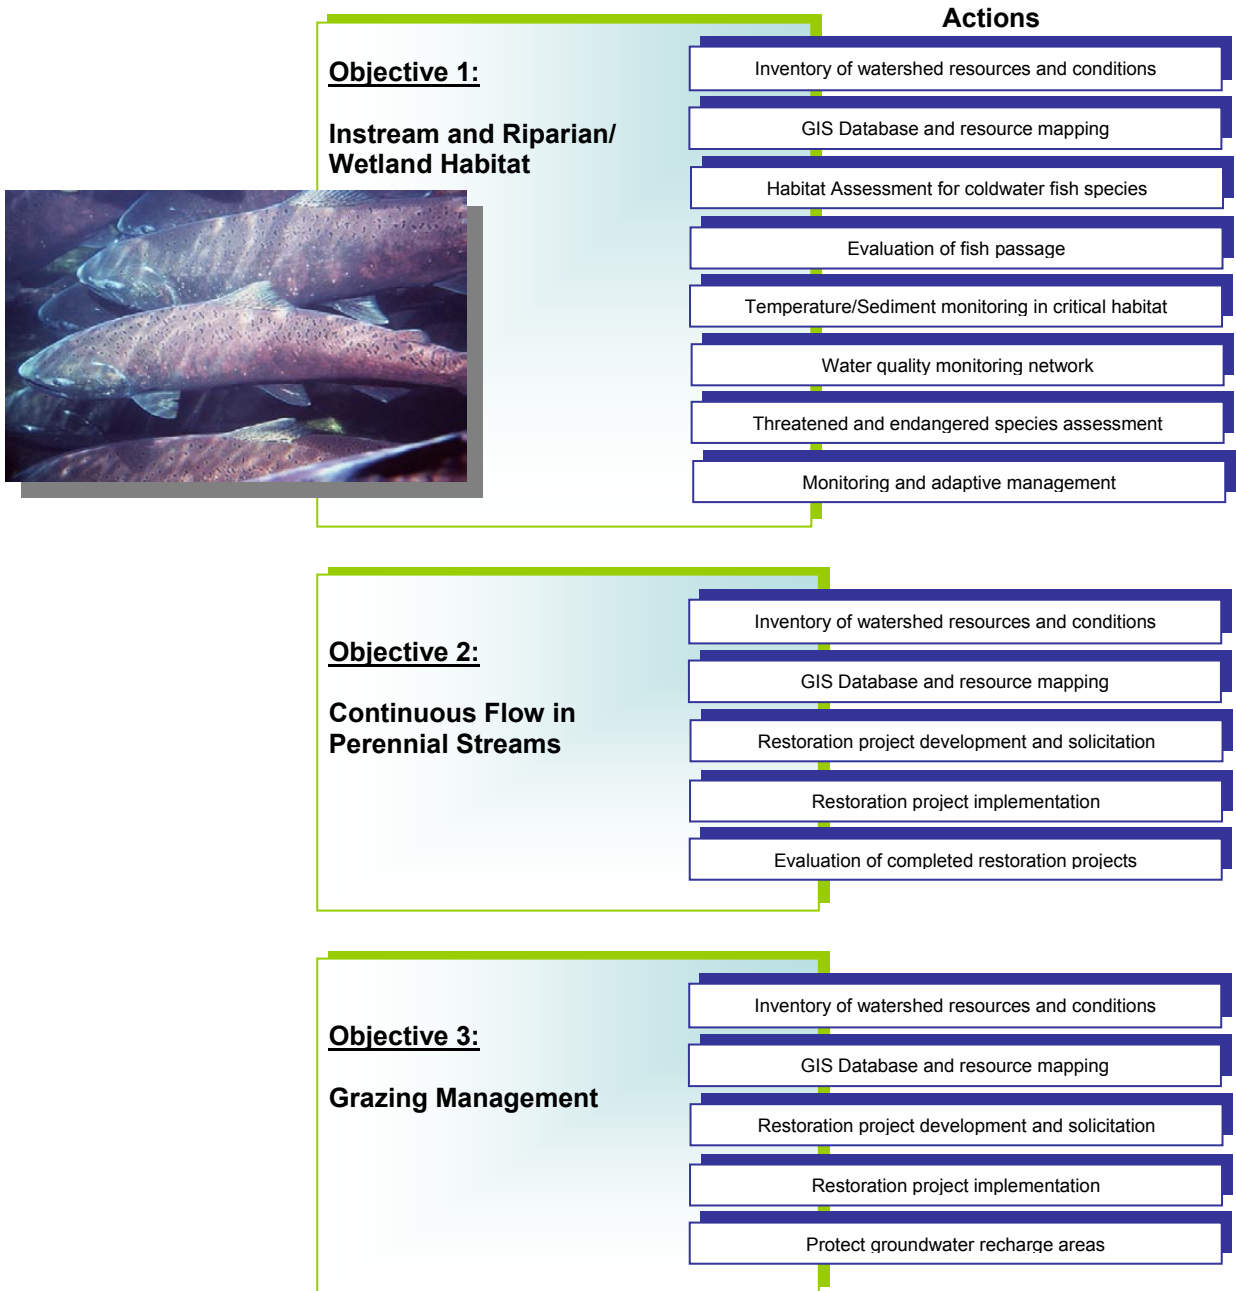 Actions
Objective 1:
Instream and Riparian/
Wetland Habitat
Inventory of watershed resources and conditions
GIS Database and resource mapping
Habitat Assessment for coldwater fish species
Evaluation of fish passage
Temperature/Sediment monitoring in critical habitat
Water quality monitoring network
Threatened and endangered species assessment
Monitoring and adaptive management
Objective 2:
Continuous Flow in
Perennial Streams
Inventory of watershed resources and conditions
GIS Database and resource mapping
Restoration project development and solicitation
Restoration project implementation
Evaluation of completed restoration projects
Objective 3:
Grazing Management
Inventory of watershed resources and conditions
GIS Database and resource mapping
Restoration project development and solicitation
Restoration project implementation
Protect groundwater recharge areas